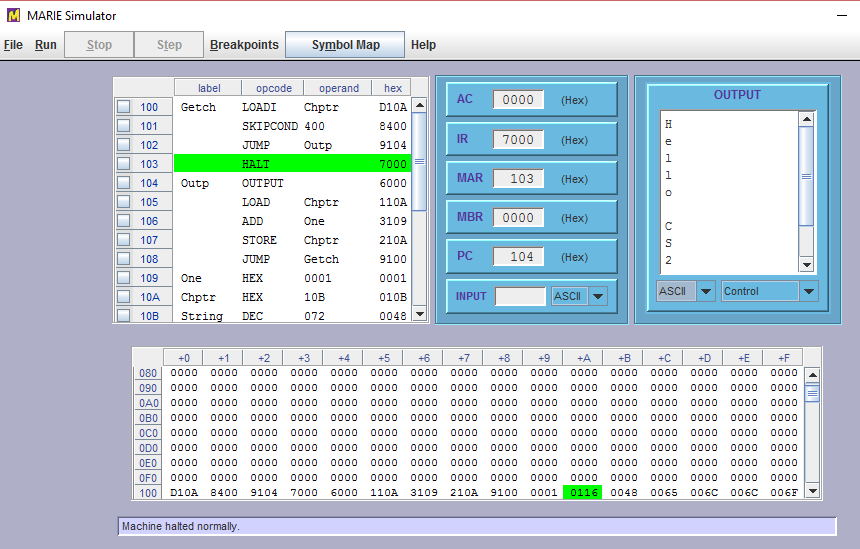 MARIE Simulator
File Run Stop Step Breakpoints Symbol Map Help
label opcode operand hex
100 Getch LOADI Chptr D10A
101 SKIPCOND 400 8400
102 JUMP Outp 9104
103 HALT 7000
104 Outp OUTPUT 6000
105 LOAD Chptr 110A
106 ADD One 3109
107 STORE Chptr 210A
108 JUMP Getch 9100
109 One HEX 0001 0001
10A Chptr HEX 10B 010B
10B String DEC 072 0048
AC 0000 (Hex)
IR 7000 (Hex)
MAR 103 (Hex)
MBR 0000 (Hex)
PC 104 (Hex)
INPUT ASCII
OUTPUT
H
e
l
l
o
C
S
2
ASCII Control
+0 +1 +2 +3 +4 +5 +6 +7 +8 +9 +A +B +C +D +E +F
080 0000 0000 0000 0000 0000 0000 0000 0000 0000 0000 0000 0000 0000 0000 0000 0000
090 0000 0000 0000 0000 0000 0000 0000 0000 0000 0000 0000 0000 0000 0000 0000 0000
0A0 0000 0000 0000 0000 0000 0000 0000 0000 0000 0000 0000 0000 0000 0000 0000 0000
0B0 0000 0000 0000 0000 0000 0000 0000 0000 0000 0000 0000 0000 0000 0000 0000 0000
0C0 0000 0000 0000 0000 0000 0000 0000 0000 0000 0000 0000 0000 0000 0000 0000 0000
0D0 0000 0000 0000 0000 0000 0000 0000 0000 0000 0000 0000 0000 0000 0000 0000 0000
0E0 0000 0000 0000 0000 0000 0000 0000 0000 0000 0000 0000 0000 0000 0000 0000 0000
0F0 0000 0000 0000 0000 0000 0000 0000 0000 0000 0000 0000 0000 0000 0000 0000 0000
100 D10A 8400 9104 7000 6000 110A 3109 210A 9100 0001 0116 0048 0065 006C 006C 006F
Machine halted normally.